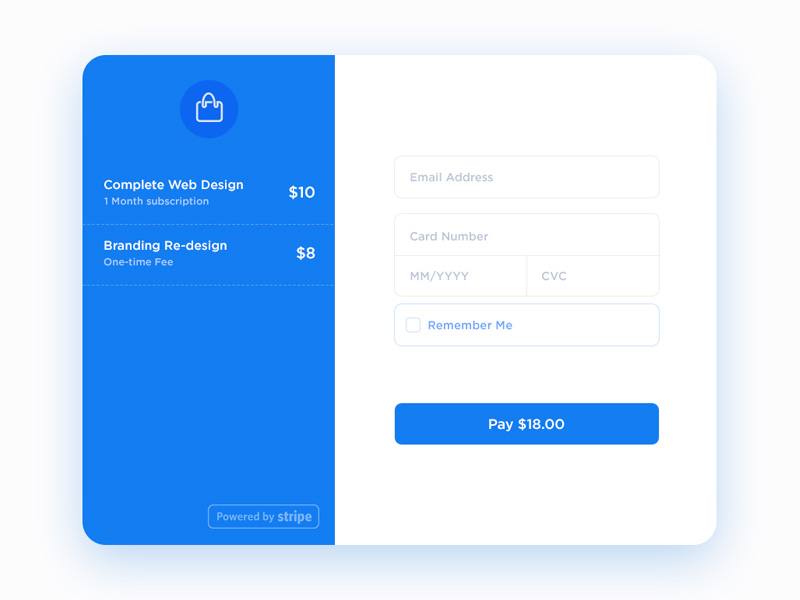 Complete Web Design
1 Month subscription
$10
Branding Re-design
One-time Fee
$8
Powered by stripe
Email Address
Card Number
MM/YYYY
CVC
Remember Me
Pay $18.00